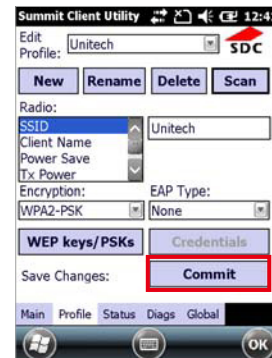 Summit Client Utility 12:4
Edit Profile: Unitech SDC
New Rename Delete Scan
Radio:
SSID Unitech
Client Name
Power Save
Tx Power
Encryption: EAP Type:
WPA2-PSK None
WEP keys/PSKs Credentials
Save Changes: Commit
Main Profile Status Diags Global
OK